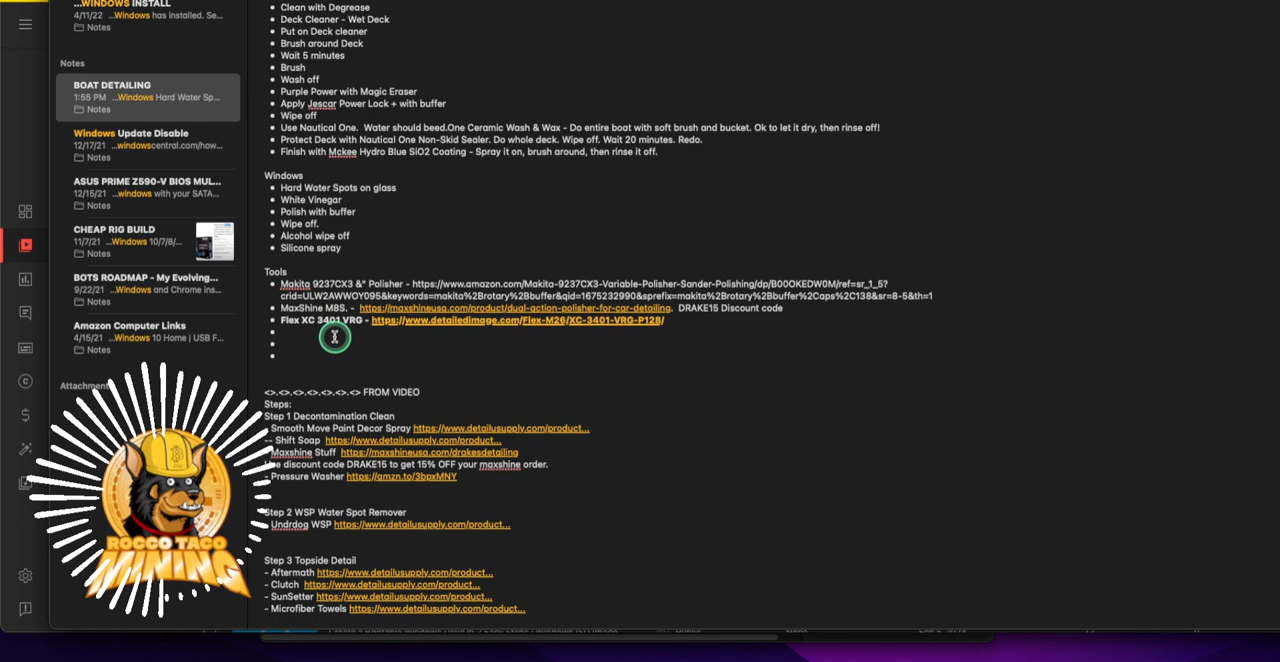 ...WINDOWS INSTALL
4/11/22 ...Windows has installed. Se...
Notes
Notes
BOAT DETAILING
1:55 PM ...Windows Hard Water Sp...
Notes
Windows Update Disable
12/17/21 ...windowscentral.com/how...
Notes
ASUS PRIME Z590-V BIOS MUL...
12/15/21 ...windows with your SATA...
Notes
CHEAP RIG BUILD
11/7/21 ...Windows 10/7/8/...
Notes
BOTS ROADMAP - My Evolving...
9/22/21 ...Windows and Chrome ins...
Notes
Amazon Computer Links
4/15/21 ...Windows 10 Home | USB F...
Notes
Attachment
ROCCO TACO
MINING
• Clean with Degrease
• Deck Cleaner - Wet Deck
• Put on Deck cleaner
• Brush around Deck
• Wait 5 minutes
• Brush
• Wash off
• Purple Power with Magic Eraser
• Apply Jescar Power Lock + with buffer
• Wipe off
• Use Nautical One. Water should beed.One Ceramic Wash & Wax - Do entire boat with soft brush and bucket. Ok to let it dry, then rinse off!
• Protect Deck with Nautical One Non-Skid Sealer. Do whole deck. Wipe off. Wait 20 minutes. Redo.
• Finish with Mckee Hydro Blue SiO2 Coating - Spray it on, brush around, then rinse it off.
Windows
• Hard Water Spots on glass
• White Vinegar
• Polish with buffer
• Wipe off.
• Alcohol wipe off
• Silicone spray
Tools
• Makita 9237CX3 &" Polisher - https://www.amazon.com/Makita-9237CX3-Variable-Polisher-Sander-Polishing/dp/B00OKEDW0M/ref=sr_1_5?
crid=ULW2AWWOY095&keywords=makita%2Brotary%2Bbuffer&qid=1675232990&sprefix=makita%2Brotary%2Bbuffer%2Caps%2C138&sr=8-5&th=1
• MaxShine M8S. - https://maxshineusa.com/product/dual-action-polisher-for-car-detailing. DRAKE15 Discount code
• Flex XC 3401 VRG - https://www.detailedimage.com/Flex-M26/XC-3401-VRG-P128/
<>.<>.<>.<>.<>.<>.<> FROM VIDEO
Steps:
Step 1 Decontamination Clean
Smooth Move Paint Decor Spray https://www.detailusupply.com/product...
-- Shift Soap https://www.detailusupply.com/product...
Maxshine Stuff https://maxshineusa.com/drakesdetailing
discount code DRAKE15 to get 15% OFF your maxshine order.
- Pressure Washer https://amzn.to/3bpxMNY
Step 2 WSP Water Spot Remover
Undrdog WSP https://www.detailusupply.com/product...
Step 3 Topside Detail
- Aftermath https://www.detailusupply.com/product...
- Clutch https://www.detailusupply.com/product...
- SunSetter https://www.detailusupply.com/product...
- Microfiber Towels https://www.detailusupply.com/product...